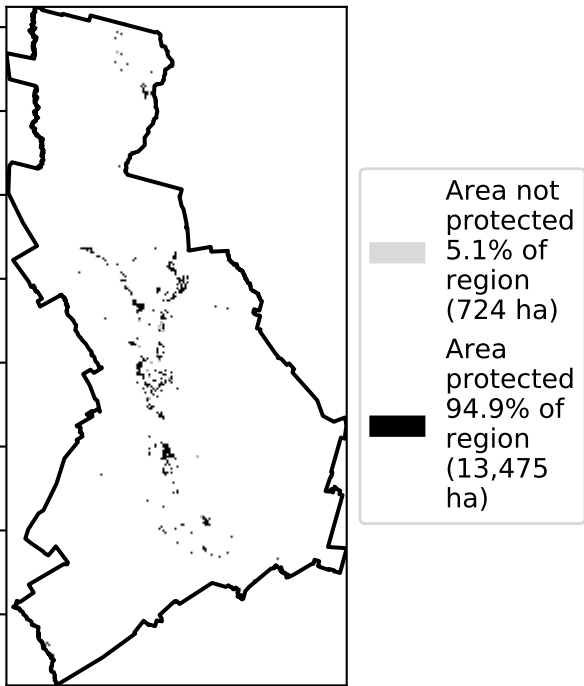 Area not
protected
5.1% of
region
(724 ha)
Area
protected
94.9% of
region
(13,475
ha)